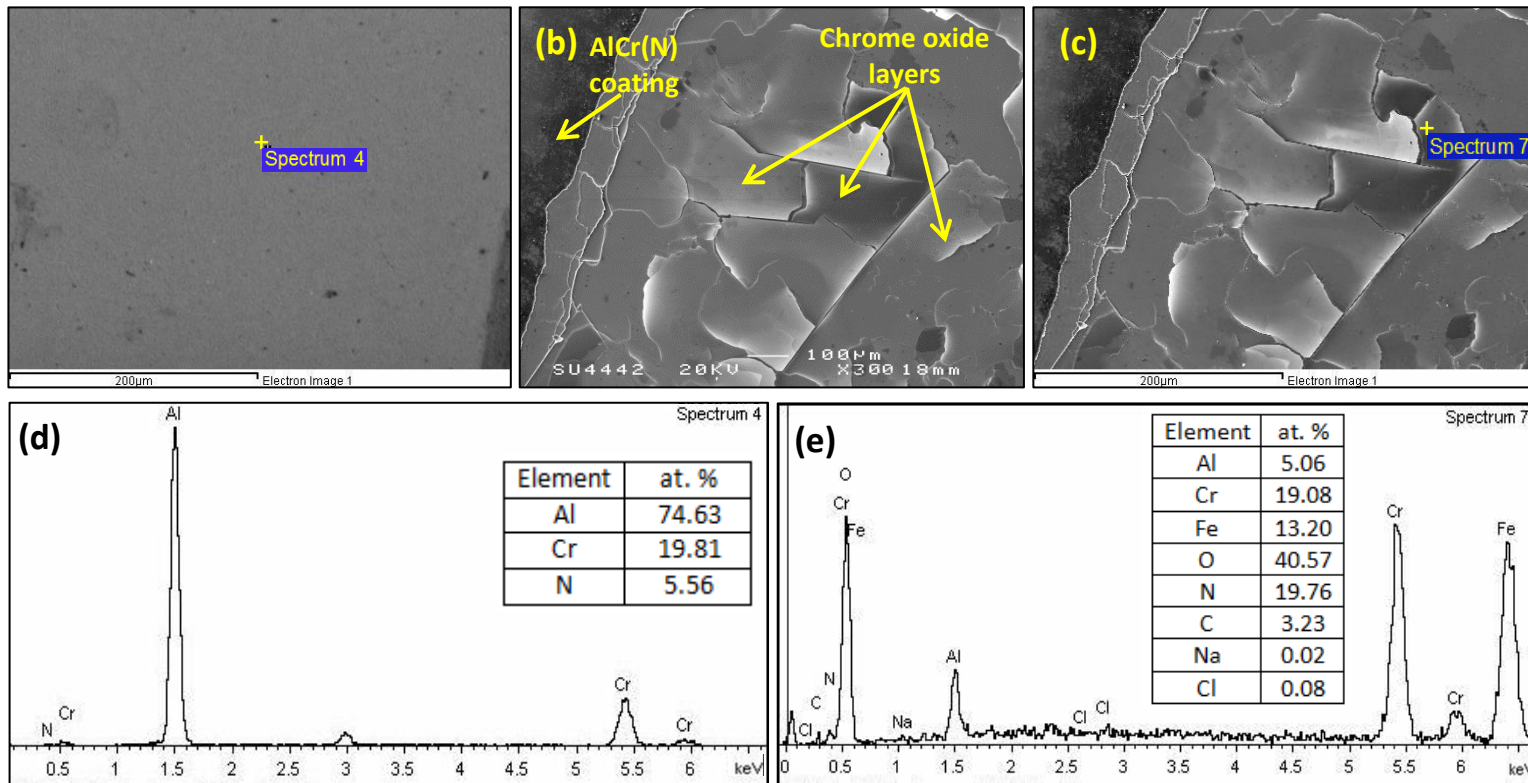 Spectrum 4
200µm Electron Image 1
(b) AlCr(N)
coating
Chrome oxide
layers
100µm
SU4442 20KV X300 18mm
(c)
Spectrum 7
200µm Electron Image 1
(d)
Spectrum 4
Al
Element at. %
Al 74.63
Cr 19.81
N 5.56
N Cr
Cr
Cr
0.5 1 1.5 2 2.5 3 3.5 4 4.5 5 5.5 6 keV
(e)
Spectrum 7
Element at. %
Al 5.06
Cr 19.08
Fe 13.20
O 40.57
N 19.76
C 3.23
Na 0.02
Cl 0.08
O
Cr
Fe
Cr
Fe
Al
N
C
Cl
Na
Cl
Cl
Cr
0 0.5 1 1.5 2 2.5 3 3.5 4 4.5 5 5.5 6 keV